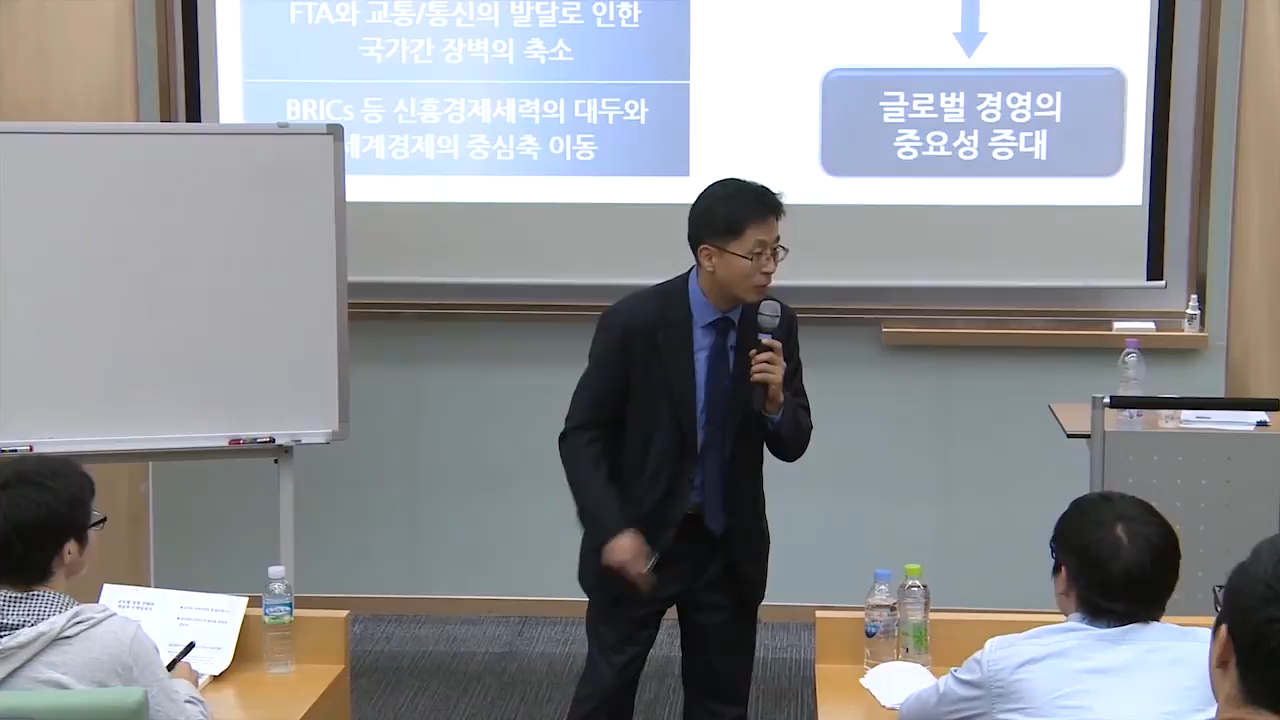 FTA와 교통/통신의 발달로 인한
국가간 장벽의 축소
BRICs 등 신흥경제세력의 대두와
세계경제의 중심축 이동
글로벌 경영의
중요성 증대